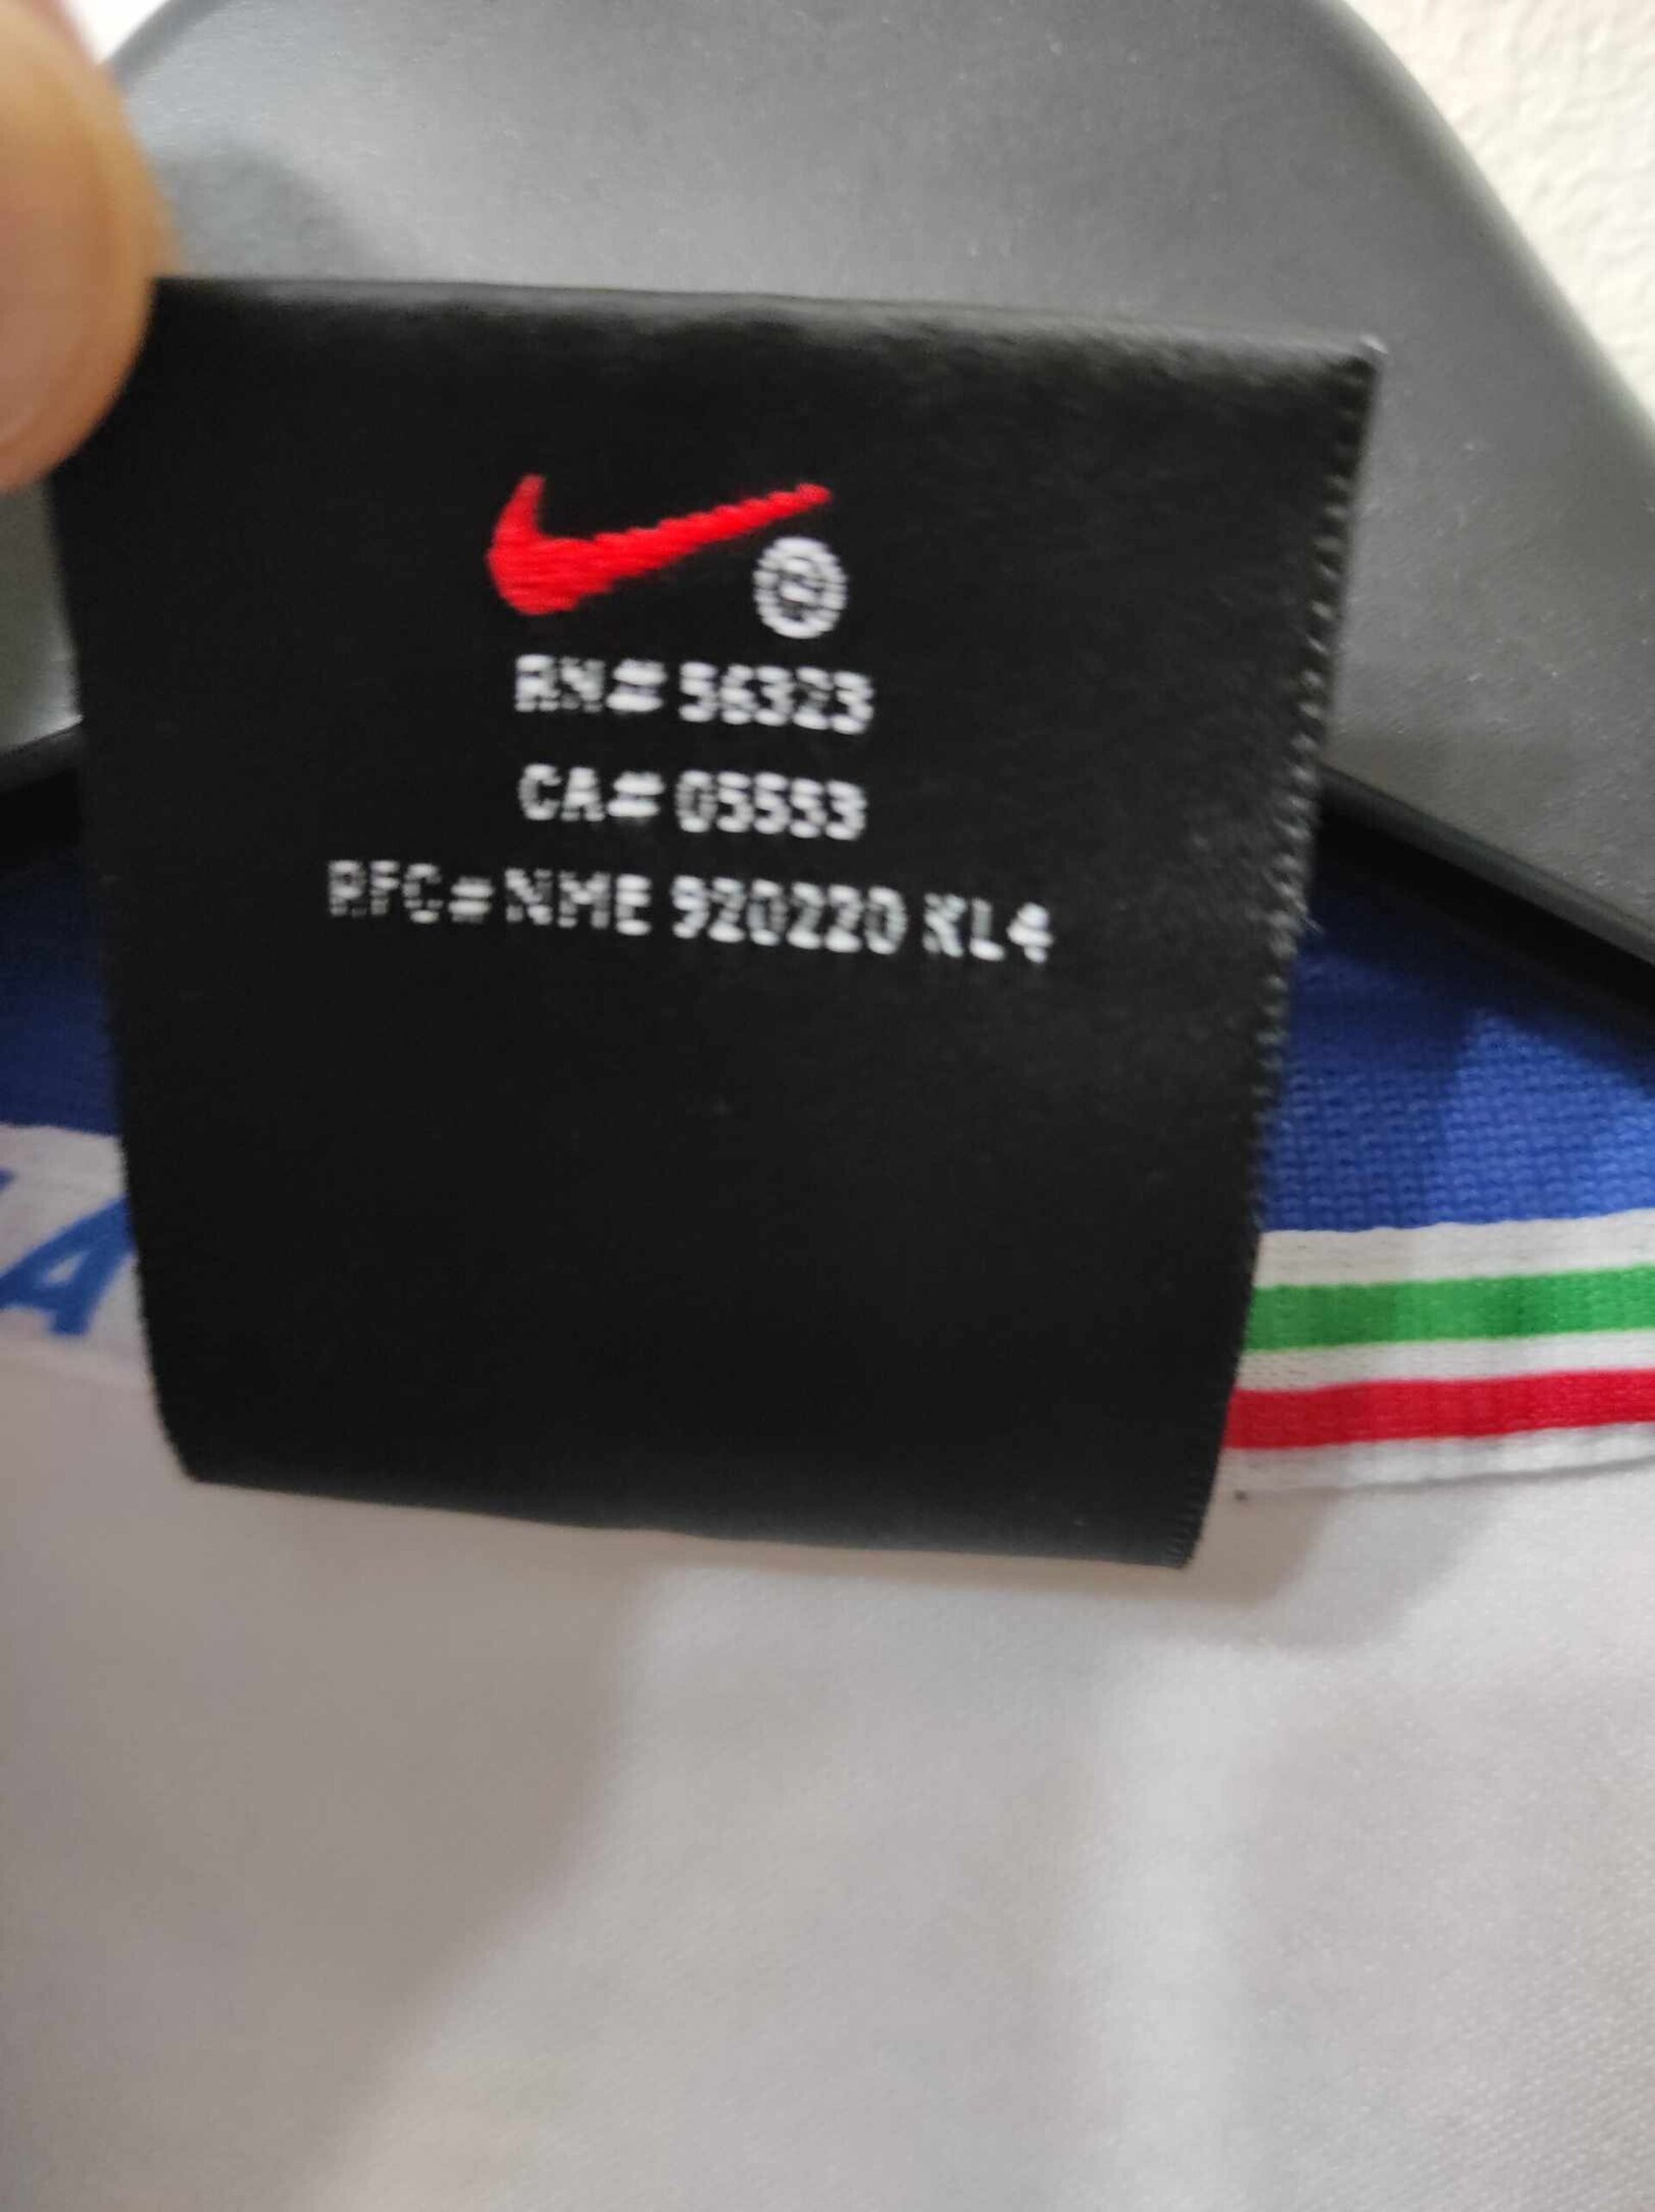 ®
RN# 56323
CA# 05553
RFC# NME 920220 KL4
A